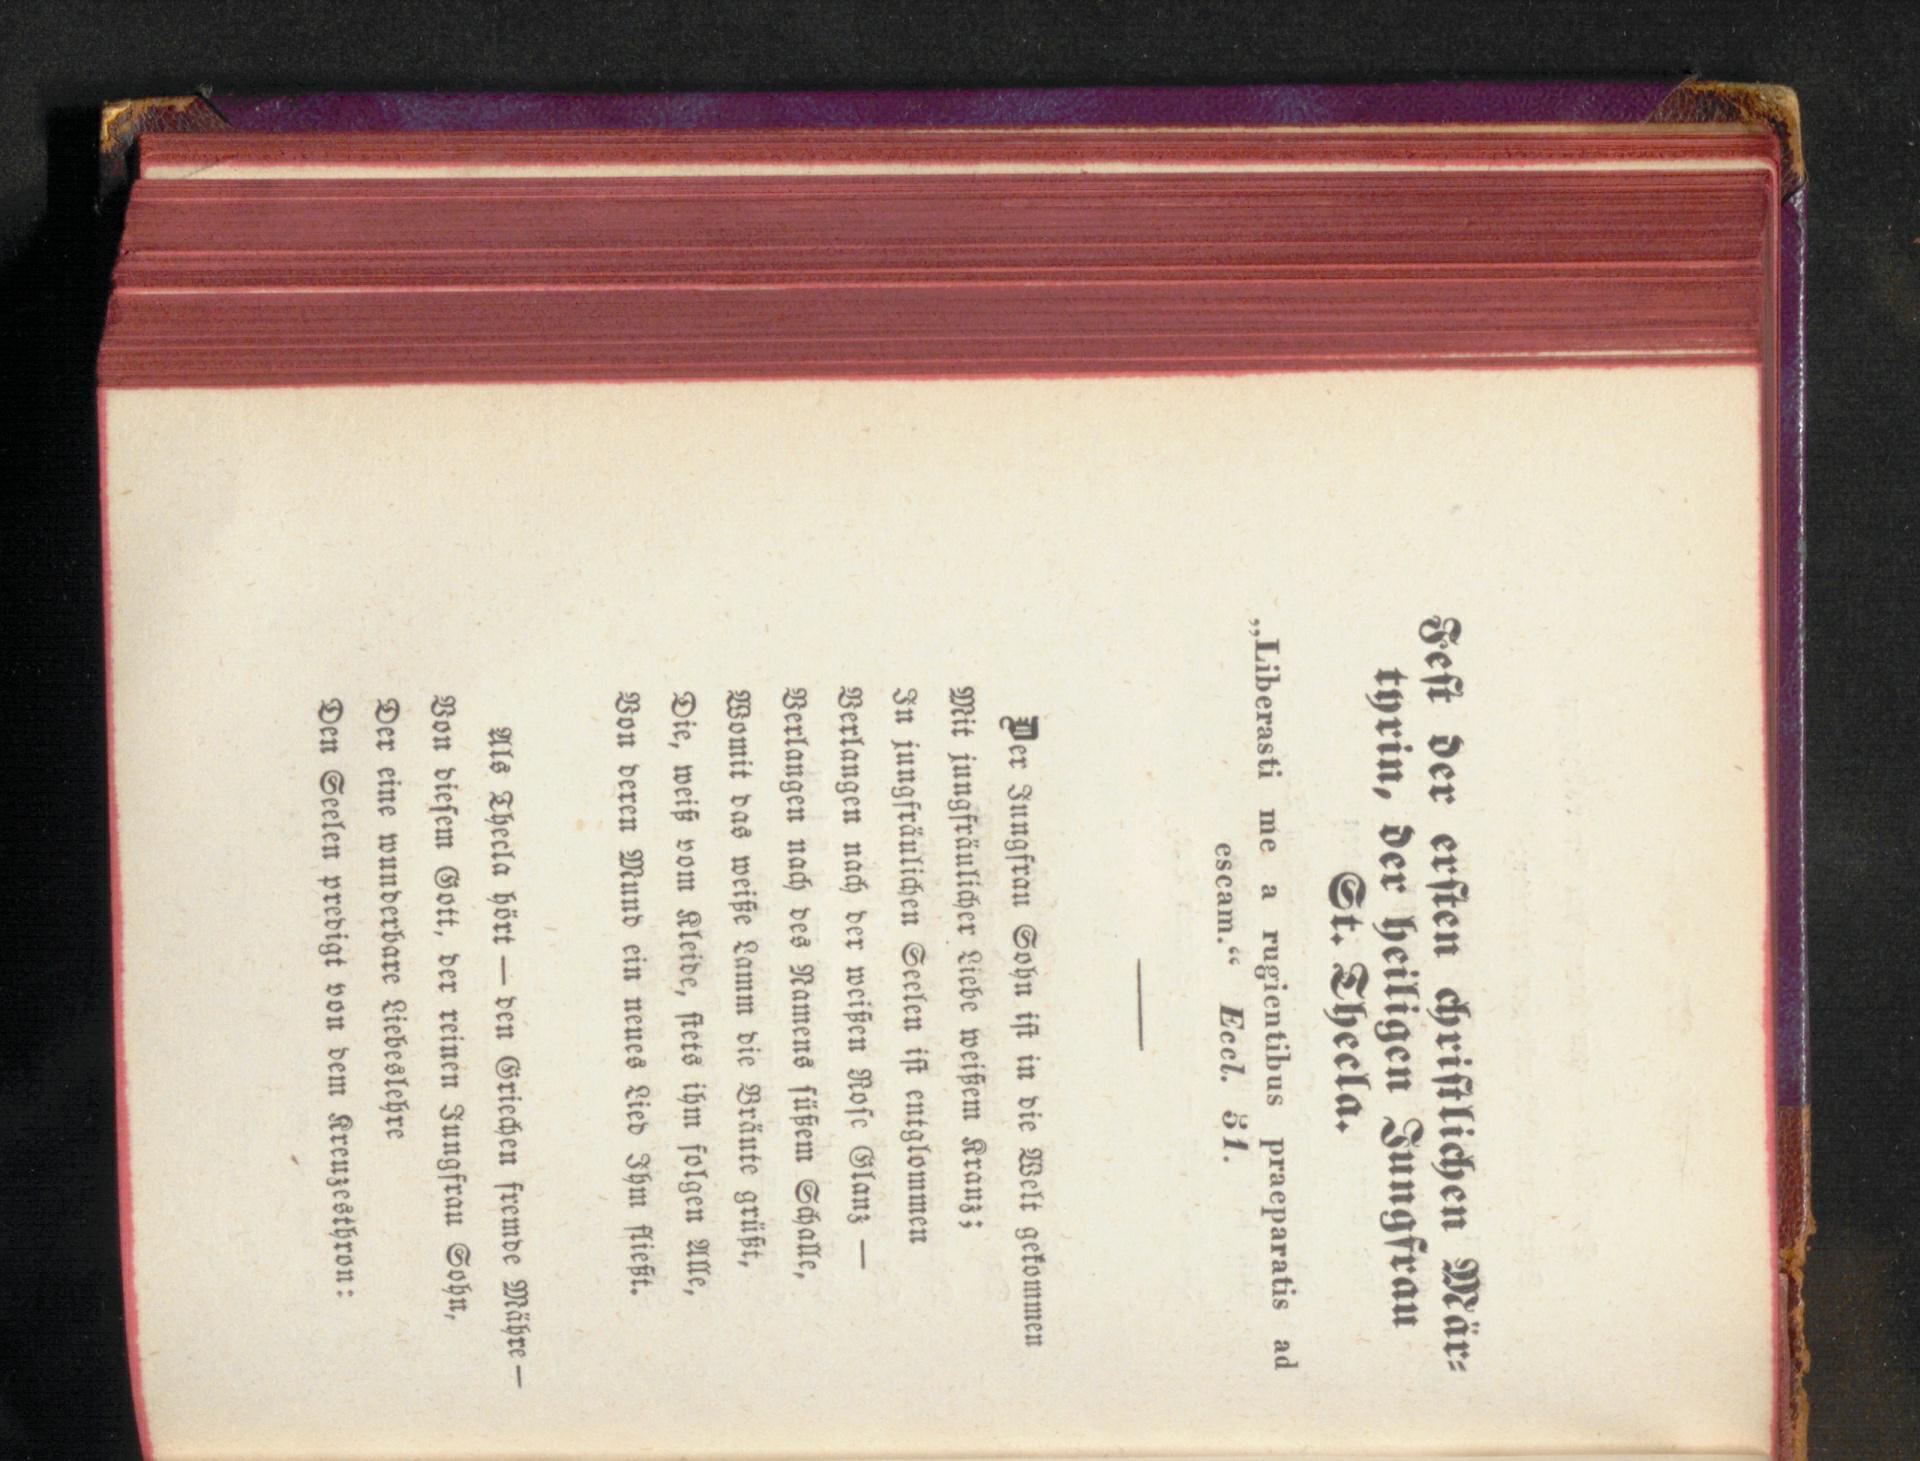 Fest der ersten christlichen Mär-
tyrin, der heiligen Jungfrau
St. Thecla.
„Liberasti me a rugientibus praeparatis ad
escam.“ Eccl. 51.
Der Jungfrau Sohn ist in die Welt gekommen
Mit jungfräulicher Liebe weißem Kranz;
In jungfräulichen Seelen ist entglommen
Verlangen nach der weißen Rose Glanz —
Verlangen nach des Namens süßem Schalle,
Womit das weiße Lamm die Bräute grüßt,
Die, weiß vom Kleide, stets ihm folgen Alle,
Von deren Mund ein neues Lied Ihm fließt.
Als Thecla hört — den Griechen fremde Mähre —
Von diesem Gott, der reinen Jungfrau Sohn,
Der eine wunderbare Liebeslehre
Den Seelen predigt von dem Kreuzesthron: